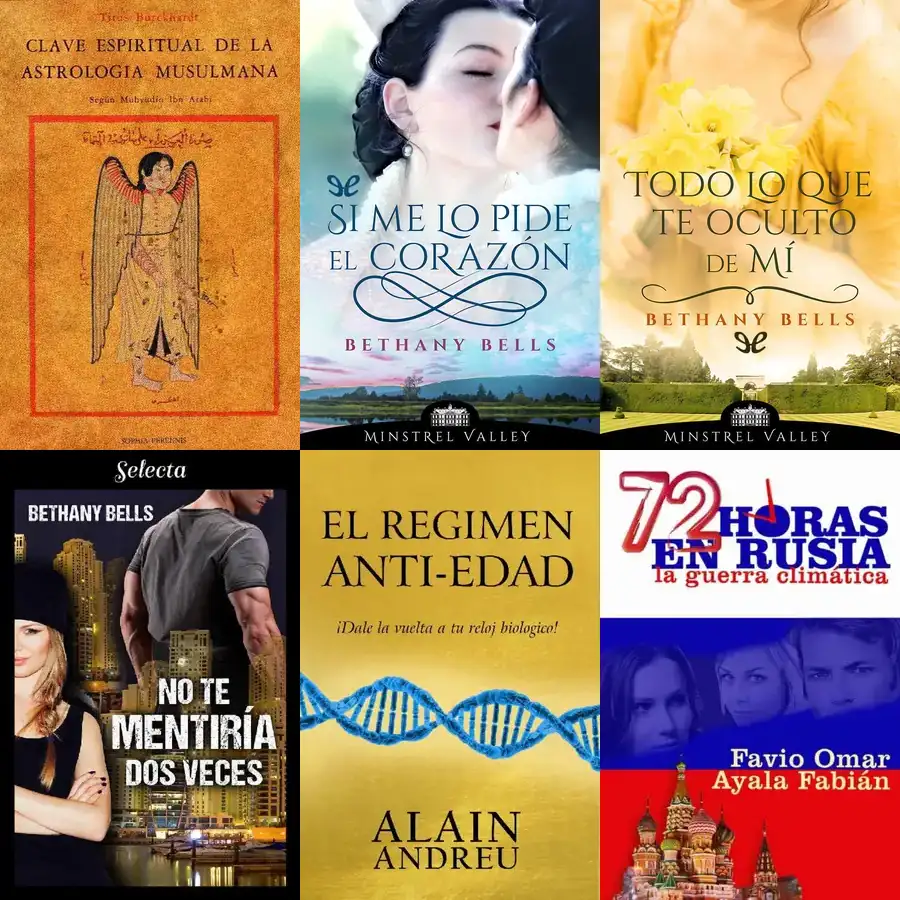 Titus Burckhardt
CLAVE ESPIRITUAL DE LA
ASTROLOGIA MUSULMANA
Según Mohyudin Ibn Arabi
SOPHIA PERENNIS
SI ME LO PIDE
EL CORAZÓN
BETHANY BELLS
MINSTREL VALLEY
TODO LO QUE
TE OCULTO
DE MÍ
BETHANY BELLS
MINSTREL VALLEY
Selecta
BETHANY BELLS
NO TE
MENTIRÍA
DOS VECES
EL REGIMEN
ANTI-EDAD
¡Dale la vuelta a tu reloj biologico!
ALAIN
ANDREU
72 HORAS
EN RUSIA
la guerra climática
Favio Omar
Ayala Fabián